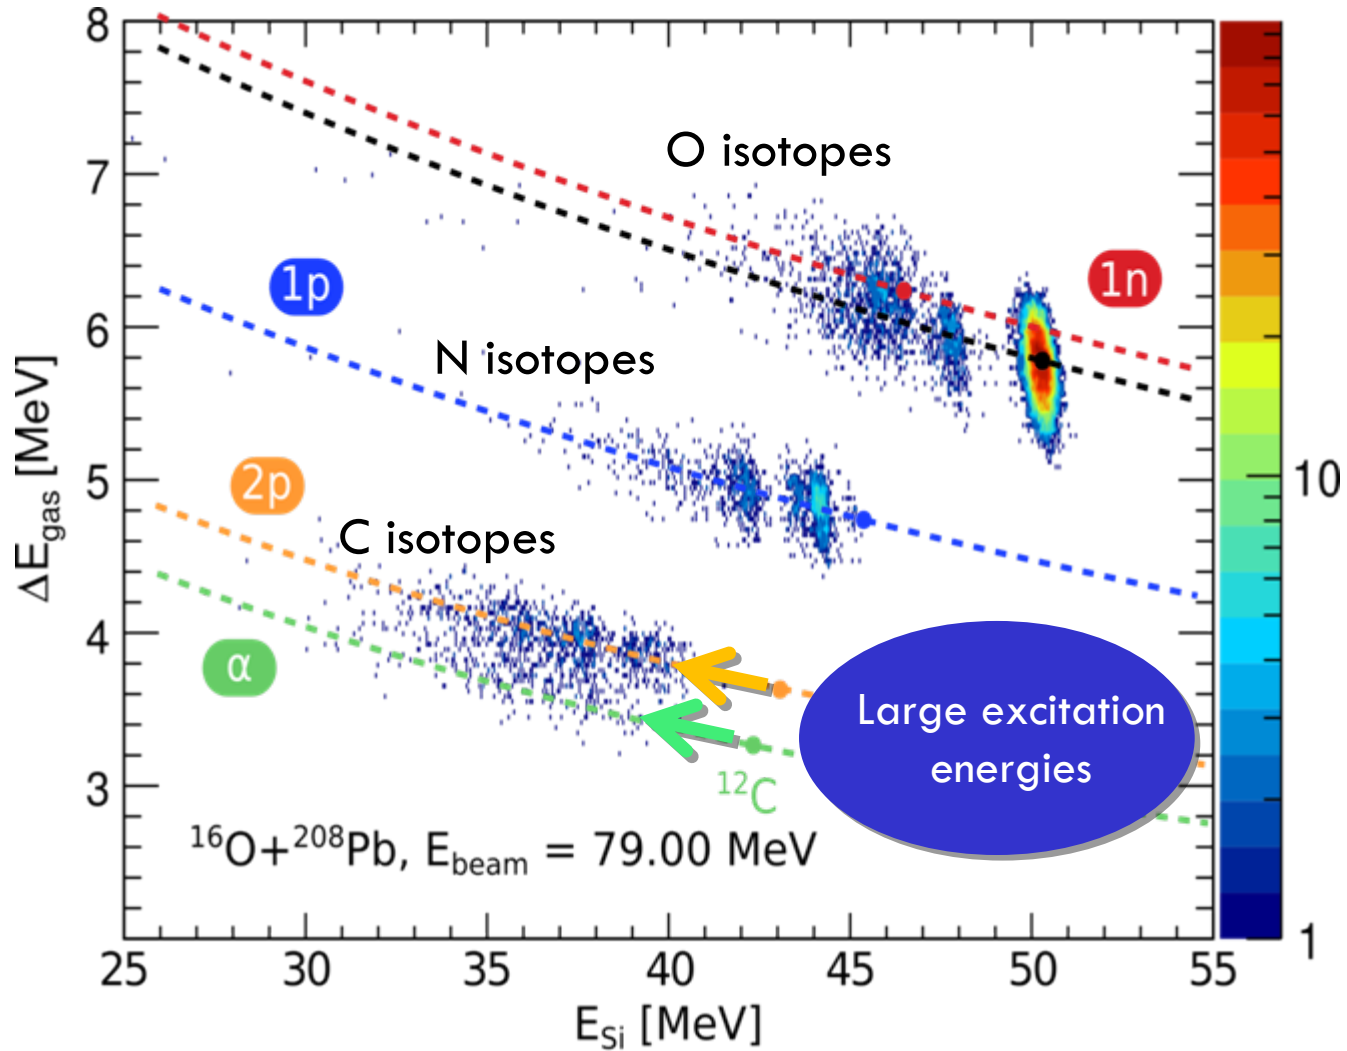 8
7
6
5
4
3
ΔE_gas [MeV]
O isotopes
1n
1p
N isotopes
2p
C isotopes
α
Large excitation
energies
¹²C
¹⁶O+²⁰⁸Pb, E_beam = 79.00 MeV
10
1
25 30 35 40 45 50 55
E_Si [MeV]